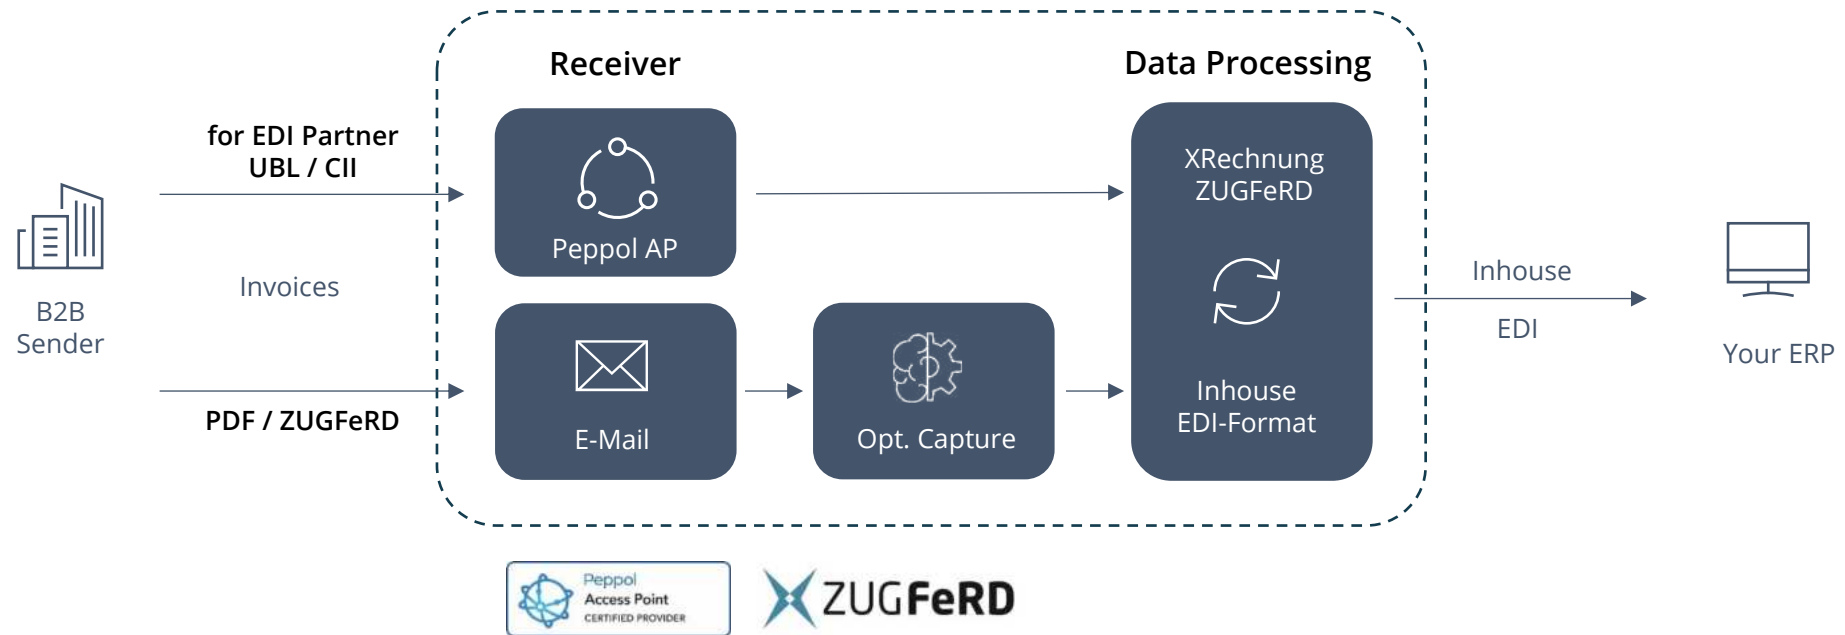 Receiver
Data Processing
for EDI Partner
UBL / CII
XRechnung
ZUGFeRD
Peppol AP
Invoices
B2B
Sender
Inhouse
EDI
Your ERP
PDF / ZUGFeRD
E-Mail
Opt. Capture
Inhouse
EDI-Format
Peppol
Access Point
CERTIFIED PROVIDER
ZUGFeRD